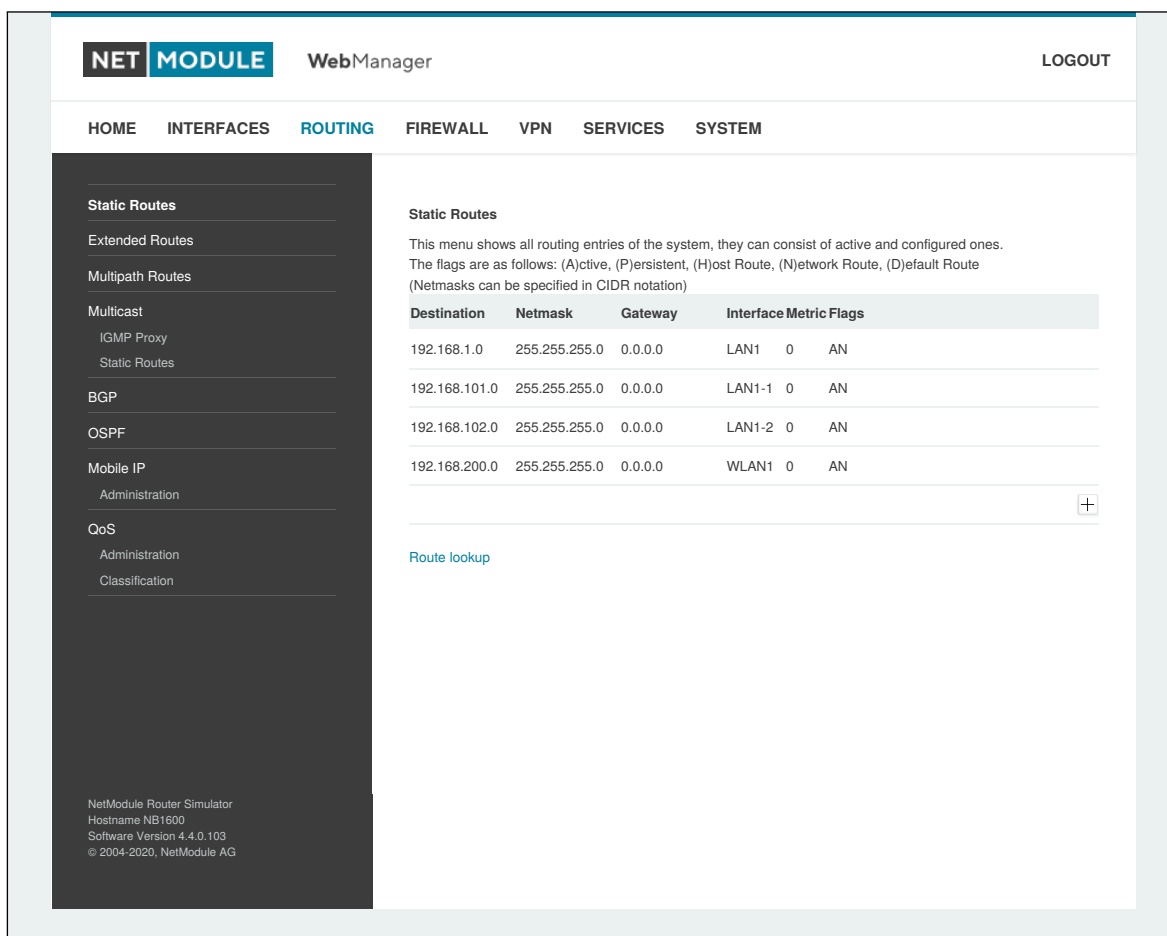 NET MODULE WebManager LOGOUT
HOME INTERFACES ROUTING FIREWALL VPN SERVICES SYSTEM
Static Routes
Extended Routes
Multipath Routes
Multicast
IGMP Proxy
Static Routes
BGP
OSPF
Mobile IP
Administration
QoS
Administration
Classification
NetModule Router Simulator
Hostname NB1600
Software Version 4.4.0.103
© 2004-2020, NetModule AG
Static Routes
This menu shows all routing entries of the system, they can consist of active and configured ones.
The flags are as follows: (A)ctive, (P)ersistent, (H)ost Route, (N)etwork Route, (D)efault Route
(Netmasks can be specified in CIDR notation)
Destination Netmask Gateway Interface Metric Flags
192.168.1.0 255.255.255.0 0.0.0.0 LAN1 0 AN
192.168.101.0 255.255.255.0 0.0.0.0 LAN1-1 0 AN
192.168.102.0 255.255.255.0 0.0.0.0 LAN1-2 0 AN
192.168.200.0 255.255.255.0 0.0.0.0 WLAN1 0 AN
Route lookup